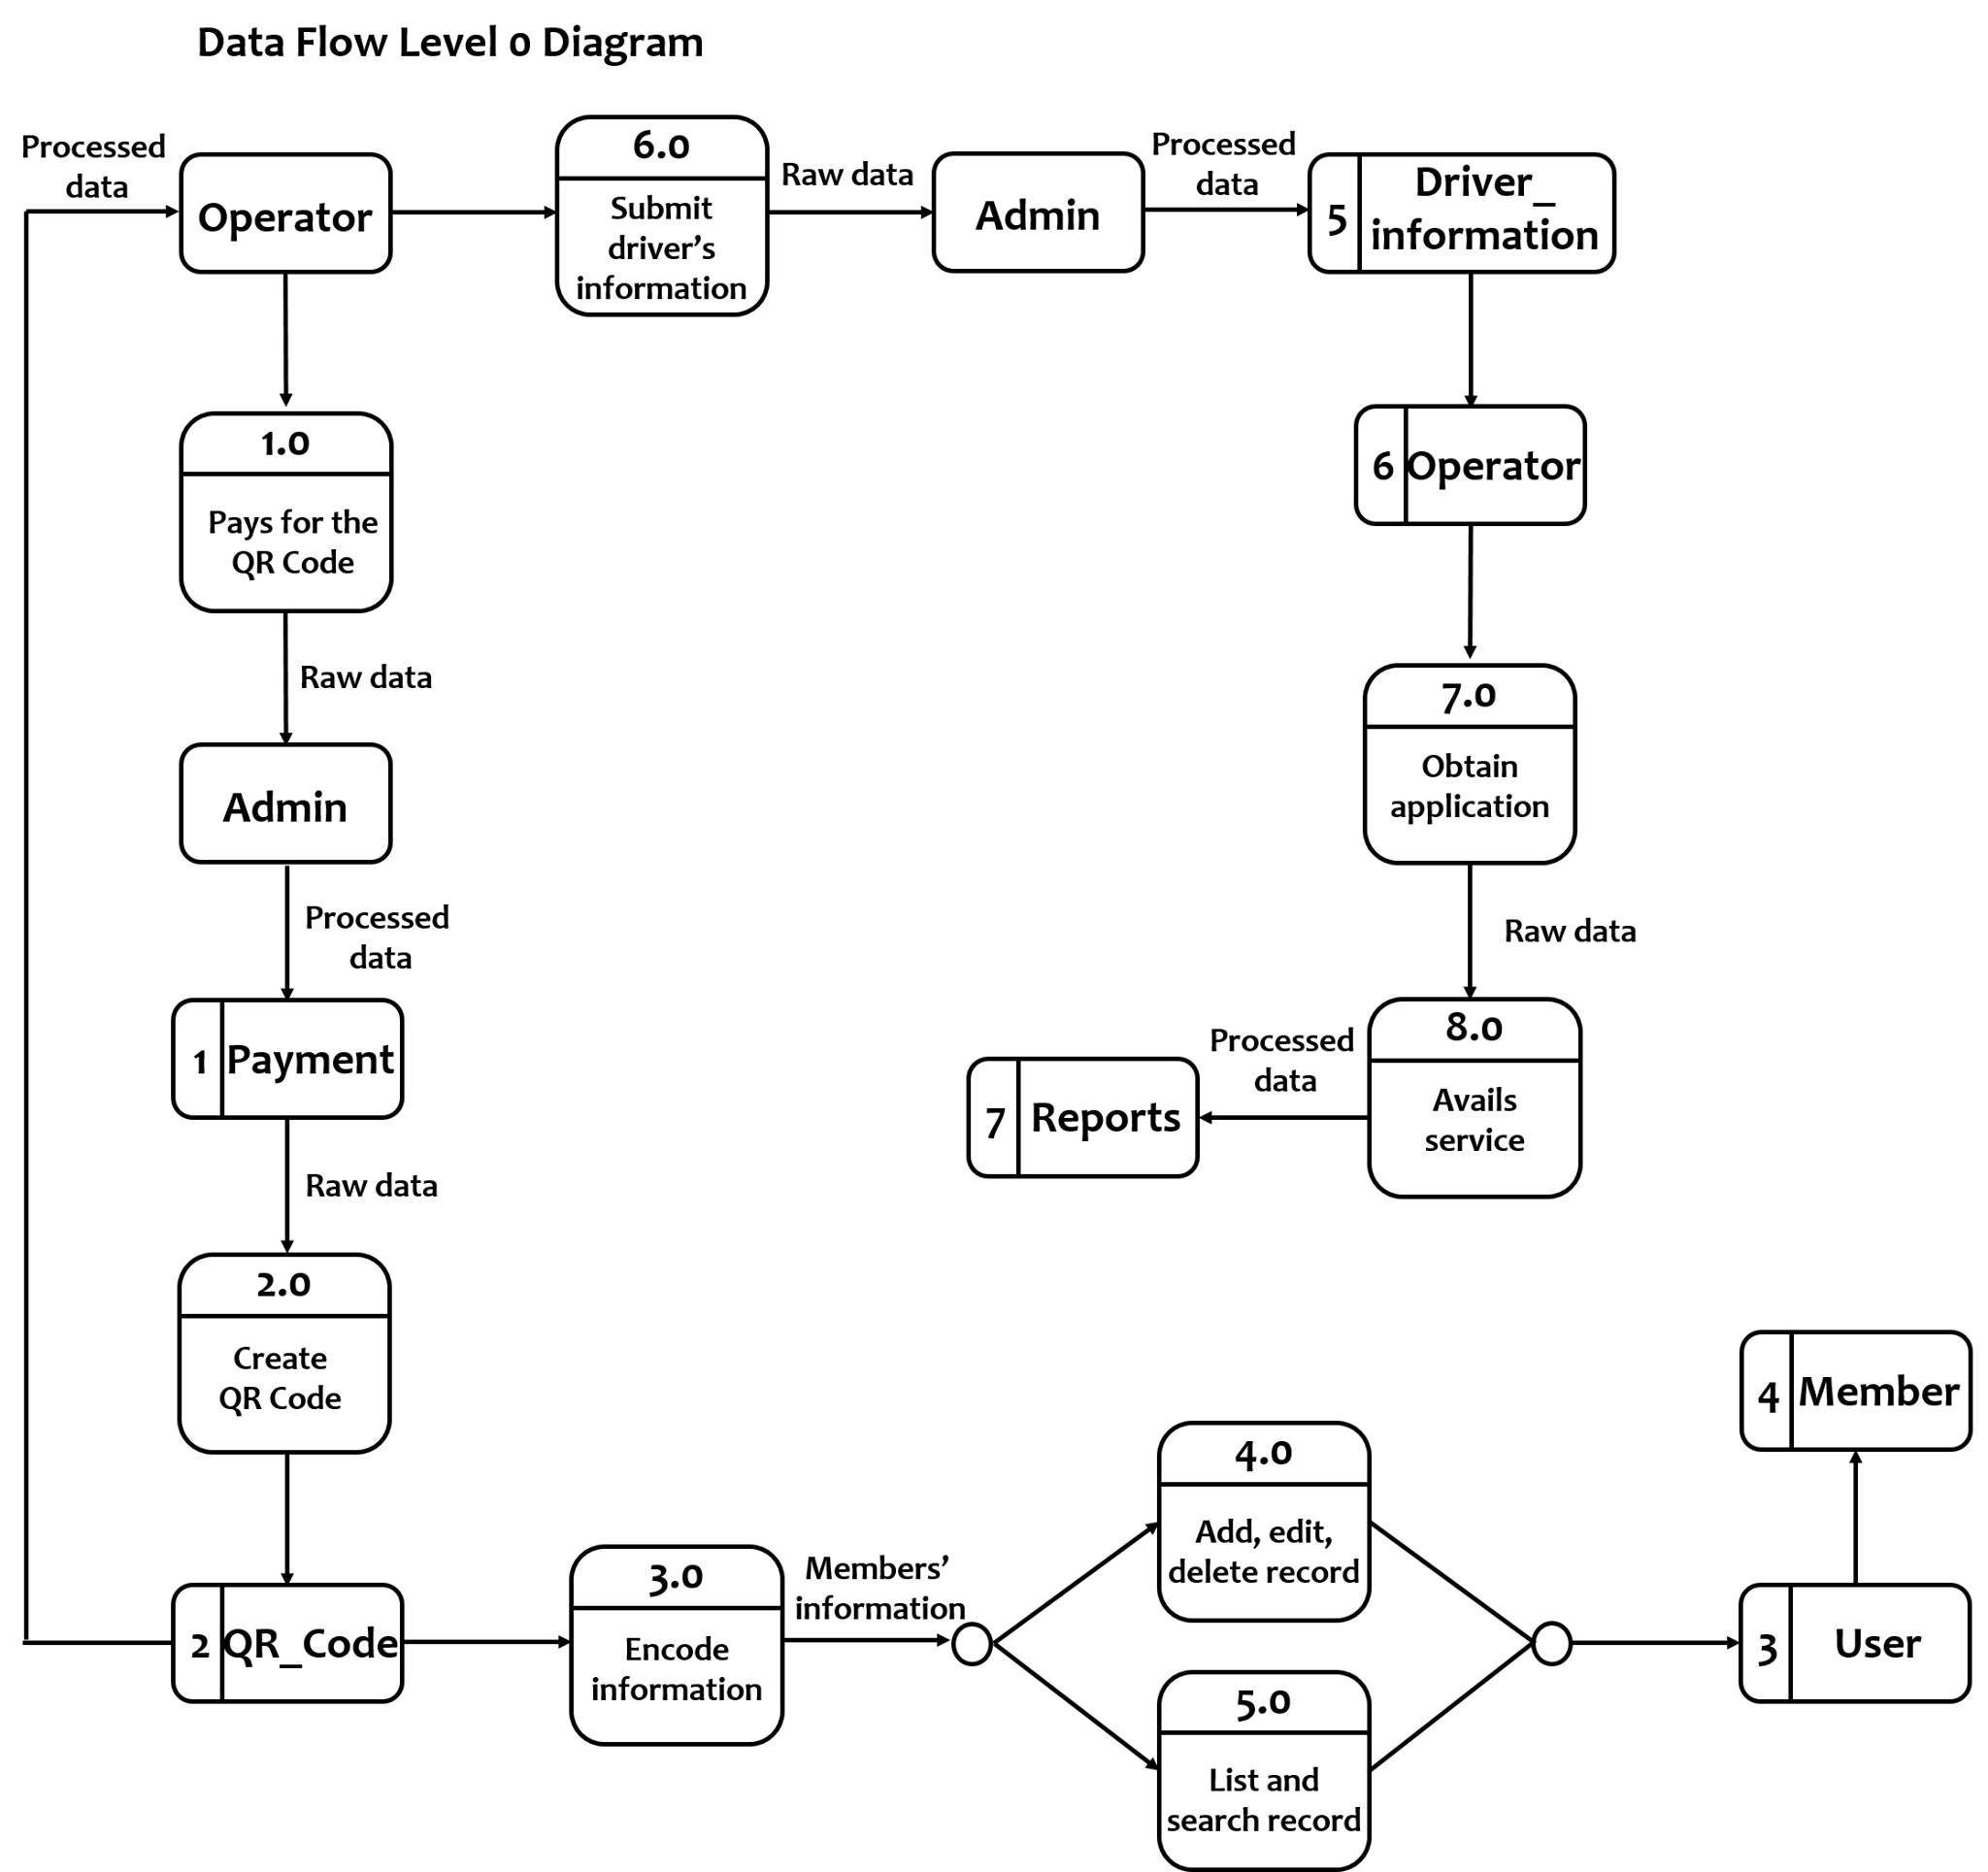 Data Flow Level 0 Diagram
Processed
data
Operator
6.0
Submit
driver's
information
Raw data
Admin
Processed
data
5
Driver_
information
1.0
Pays for the
QR Code
6
Operator
Raw data
7.0
Obtain
application
Admin
Processed
data
Raw data
1
Payment
8.0
Avails
service
Processed
data
7
Reports
Raw data
2.0
Create
QR Code
4
Member
4.0
Add, edit,
delete record
2
QR_Code
3.0
Encode
information
Members'
information
3
User
5.0
List and
search record